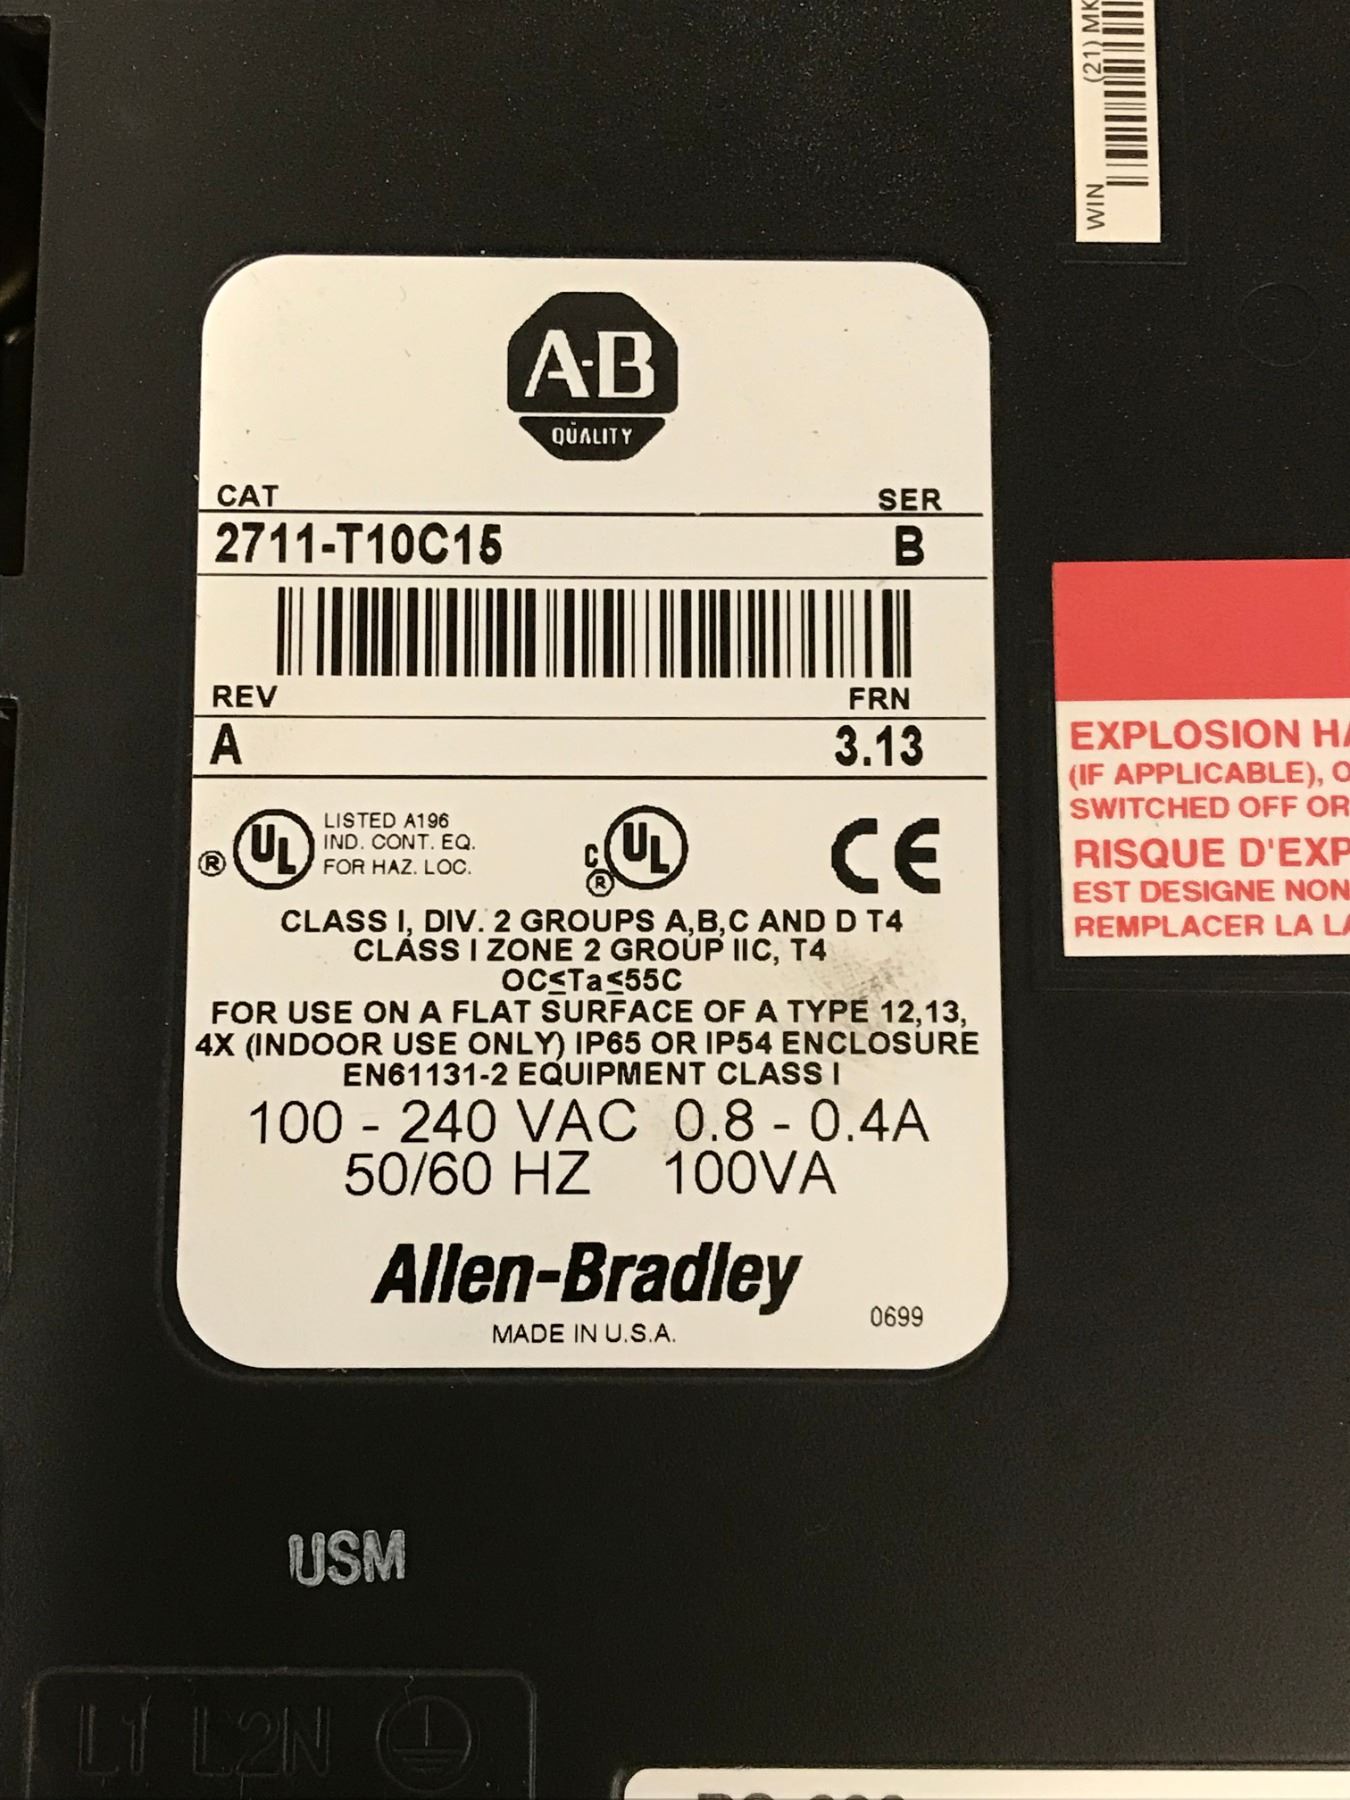 (21) MK
WIN
A-B
QUALITY
CAT SER
2711-T10C15 B
REV FRN
A 3.13
UL
LISTED A196
IND. CONT. EQ.
FOR HAZ. LOC.
C UL
CE
CLASS I, DIV. 2 GROUPS A,B,C AND D T4
CLASS I ZONE 2 GROUP IIC, T4
OC≤Ta≤55C
FOR USE ON A FLAT SURFACE OF A TYPE 12,13,
4X (INDOOR USE ONLY) IP65 OR IP54 ENCLOSURE
EN61131-2 EQUIPMENT CLASS I
100 - 240 VAC 0.8 - 0.4A
50/60 HZ 100VA
Allen-Bradley
MADE IN U.S.A. 0699
EXPLOSION HA
(IF APPLICABLE), O
SWITCHED OFF OR
RISQUE D'EXP
EST DESIGNE NON
REMPLACER LA LA
USM
L1 L2N